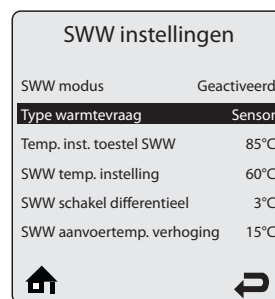 SWW instellingen
SWW modus Geactiveerd
Type warmtevraag Sensor
Temp. inst. toestel SWW 85°C
SWW temp. instelling 60°C
SWW schakel differentieel 3°C
SWW aanvoertemp. verhoging 15°C